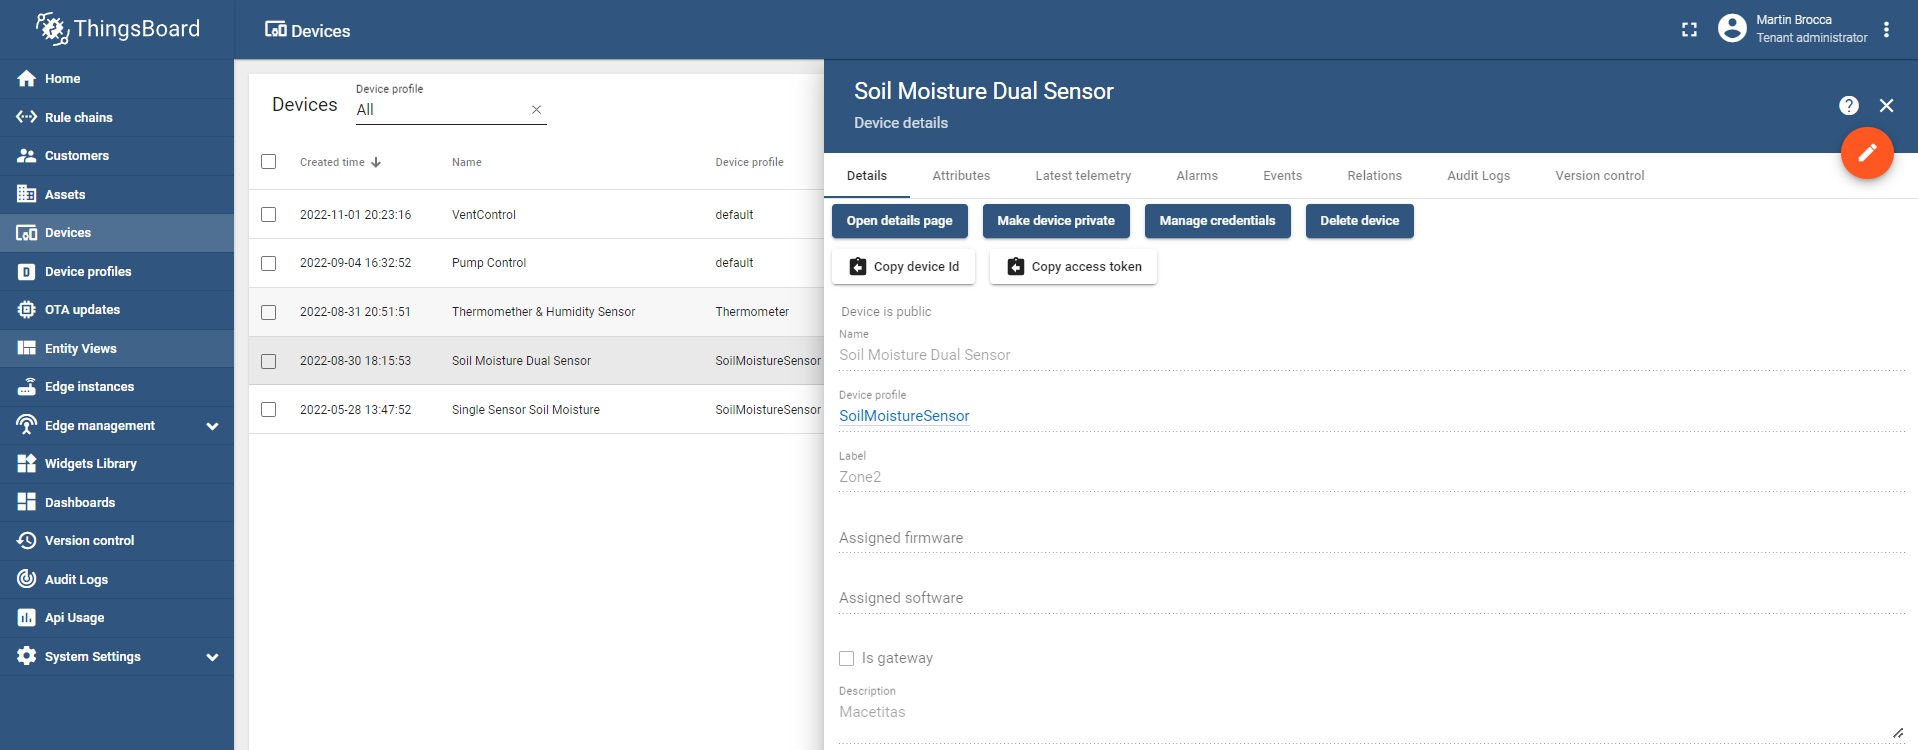 ThingsBoard
Devices
Martin Brocca
Tenant administrator
Home
Rule chains
Customers
Assets
Devices
Device profiles
OTA updates
Entity Views
Edge instances
Edge management
Widgets Library
Dashboards
Version control
Audit Logs
Api Usage
System Settings
Devices
Device profile
All
Created time Name Device profile
2022-11-01 20:23:16 VentControl default
2022-09-04 16:32:52 Pump Control default
2022-08-31 20:51:51 Thermomether & Humidity Sensor Thermometer
2022-08-30 18:15:53 Soil Moisture Dual Sensor SoilMoistureSensor
2022-05-28 13:47:52 Single Sensor Soil Moisture SoilMoistureSensor
Soil Moisture Dual Sensor
Device details
Details Attributes Latest telemetry Alarms Events Relations Audit Logs Version control
Open details page Make device private Manage credentials Delete device
Copy device Id Copy access token
Device is public
Name
Soil Moisture Dual Sensor
Device profile
SoilMoistureSensor
Label
Zone2
Assigned firmware
Assigned software
Is gateway
Description
Macetitas